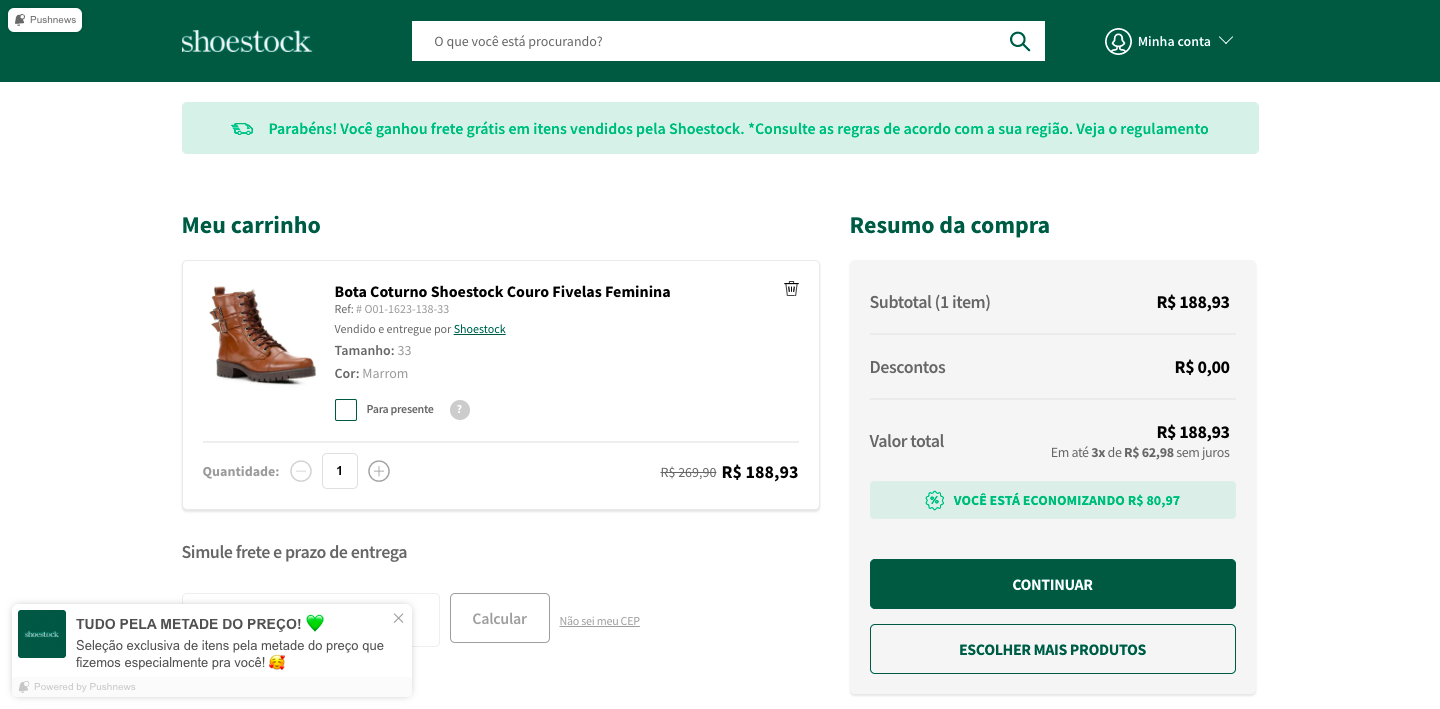 Pushnews
shoestock
O que você está procurando?
Minha conta
Parabéns! Você ganhou frete grátis em itens vendidos pela Shoestock. *Consulte as regras de acordo com a sua região. Veja o regulamento
Meu carrinho
Bota Coturno Shoestock Couro Fivelas Feminina
Ref: # O01-1623-138-33
Vendido e entregue por Shoestock
Tamanho: 33
Cor: Marrom
Para presente ?
Quantidade: 1
R$ 269,90 R$ 188,93
Simule frete e prazo de entrega
Calcular
Não sei meu CEP
Resumo da compra
Subtotal (1 item) R$ 188,93
Descontos R$ 0,00
Valor total R$ 188,93
Em até 3x de R$ 62,98 sem juros
VOCÊ ESTÁ ECONOMIZANDO R$ 80,97
CONTINUAR
ESCOLHER MAIS PRODUTOS
shoestock
TUDO PELA METADE DO PREÇO! 💚
Seleção exclusiva de itens pela metade do preço que
fizemos especialmente pra você! 🥰
Powered by Pushnews